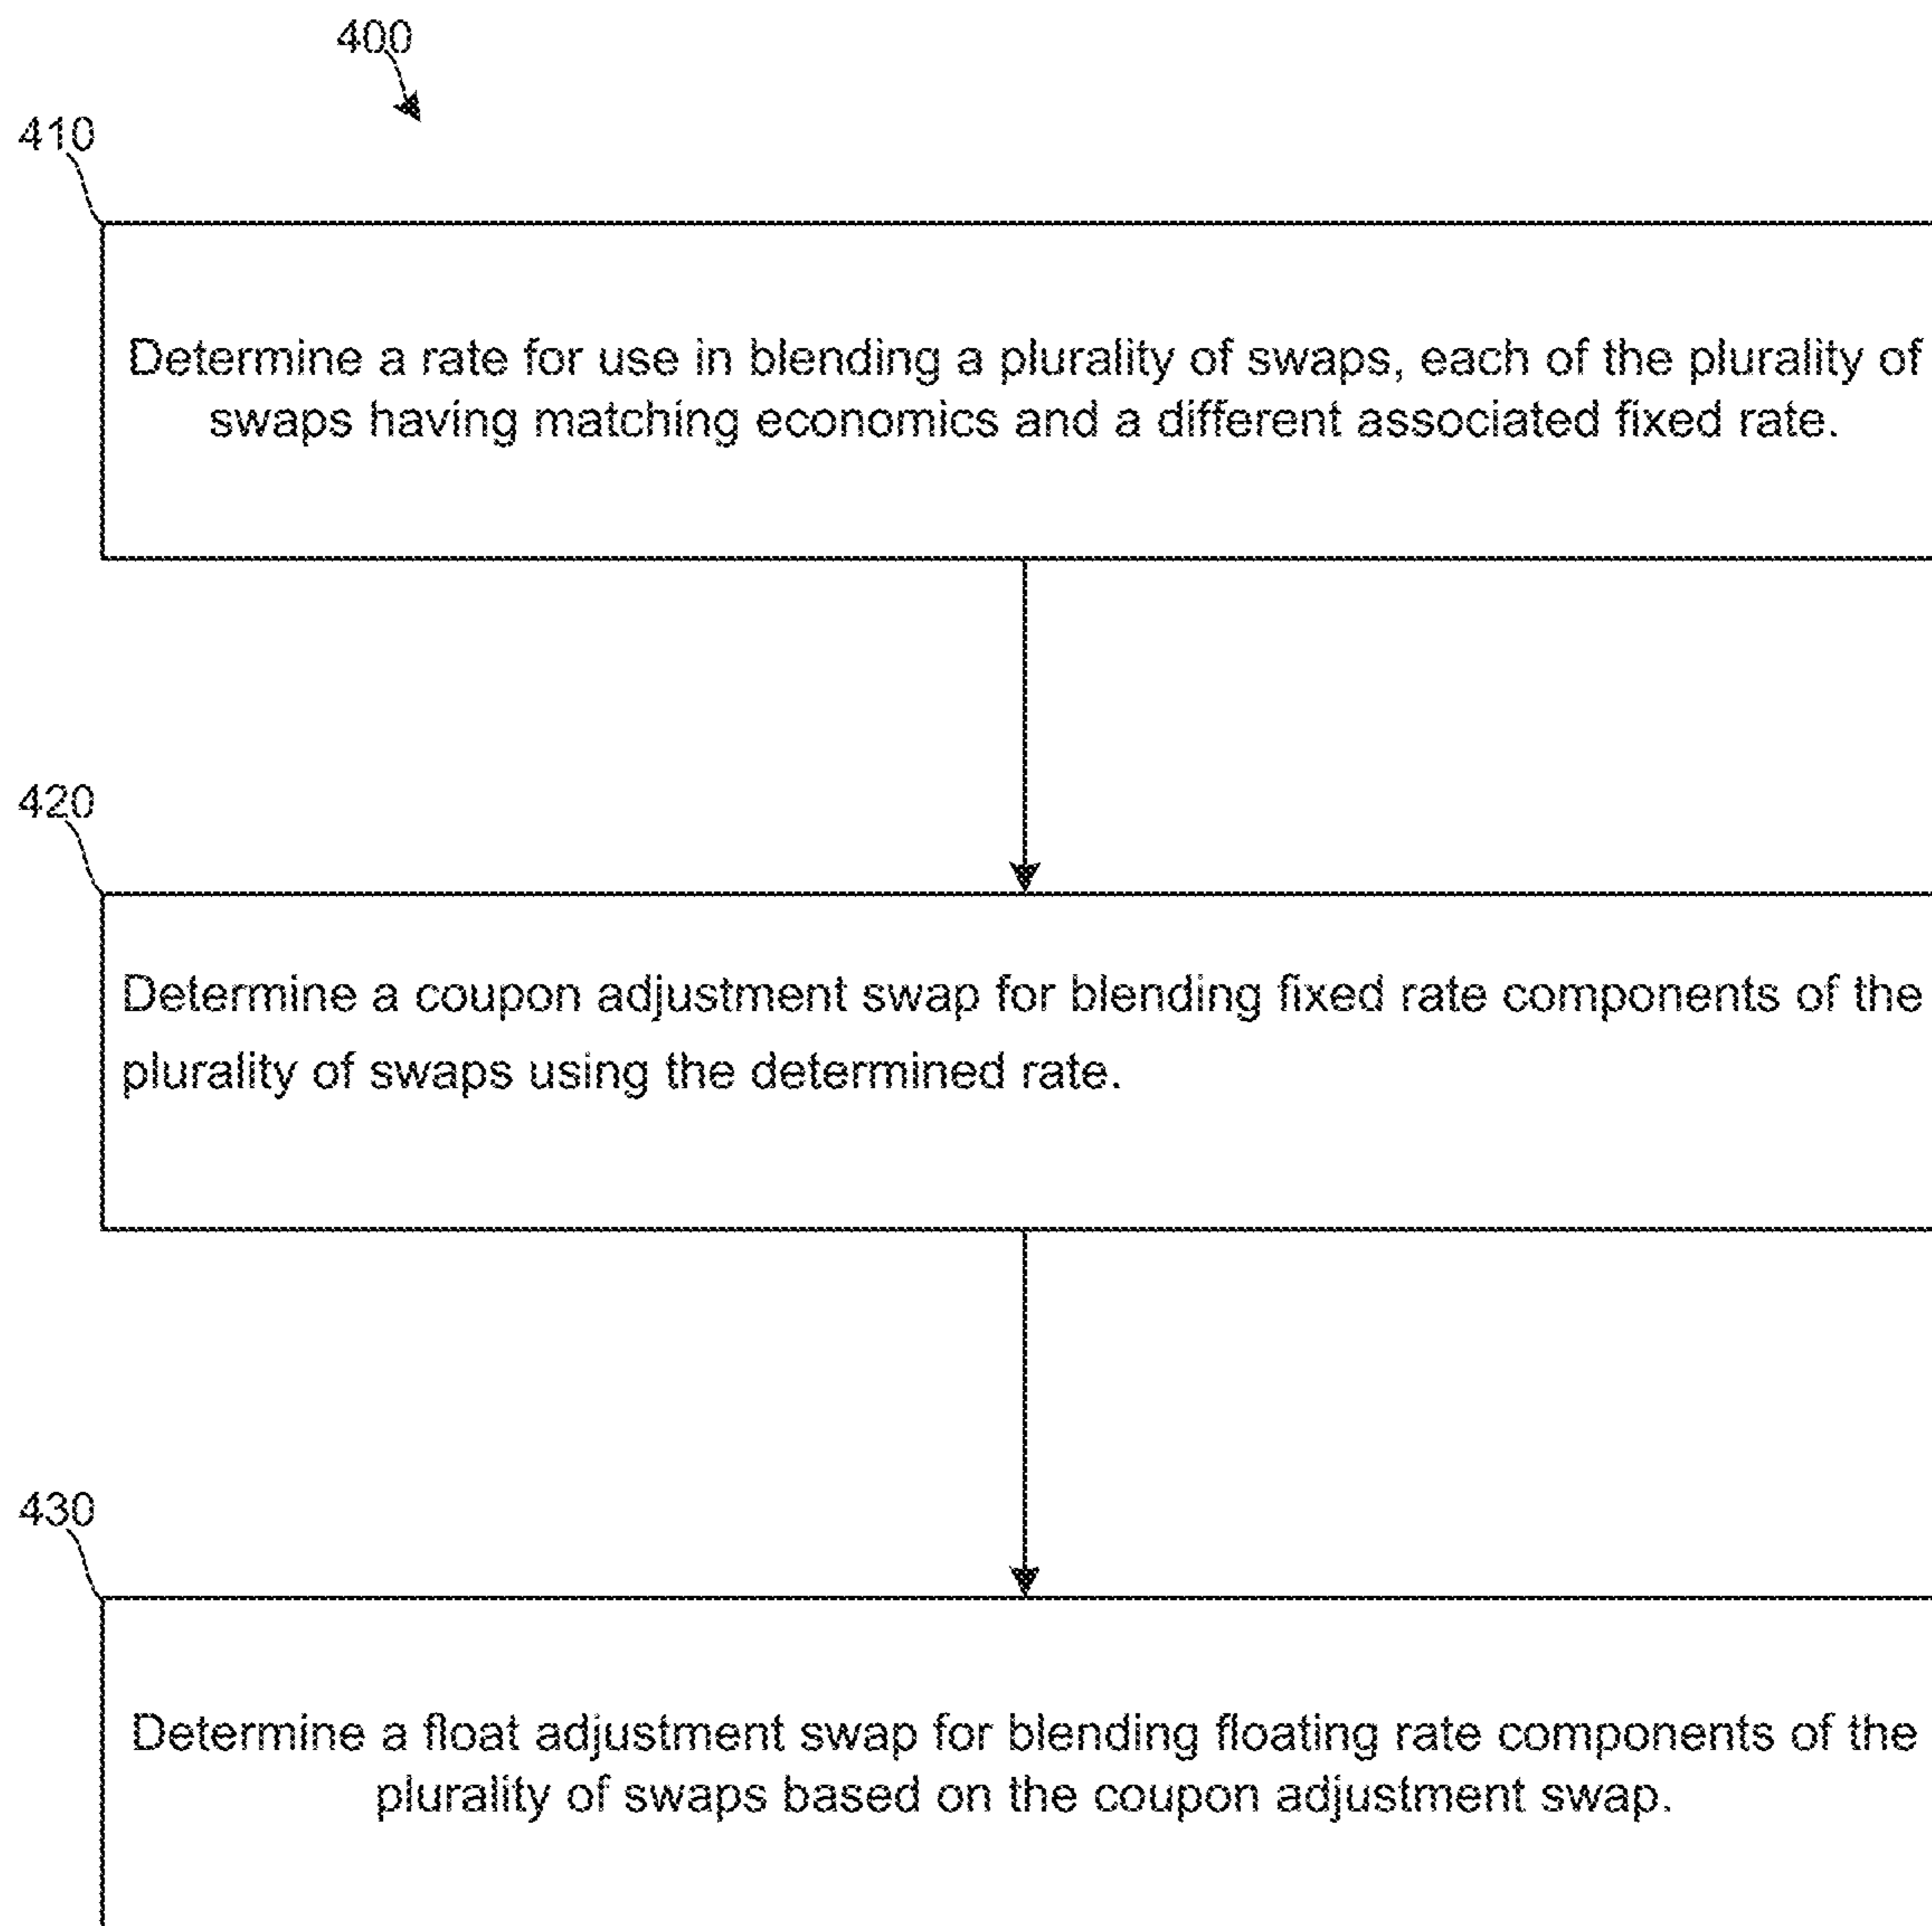 400
410
Determine a rate for use in blending a plurality of swaps, each of the plurality of
swaps having matching economics and a different associated fixed rate.
420
Determine a coupon adjustment swap for blending fixed rate components of the
plurality of swaps using the determined rate.
430
Determine a float adjustment swap for blending floating rate components of the
plurality of swaps based on the coupon adjustment swap.